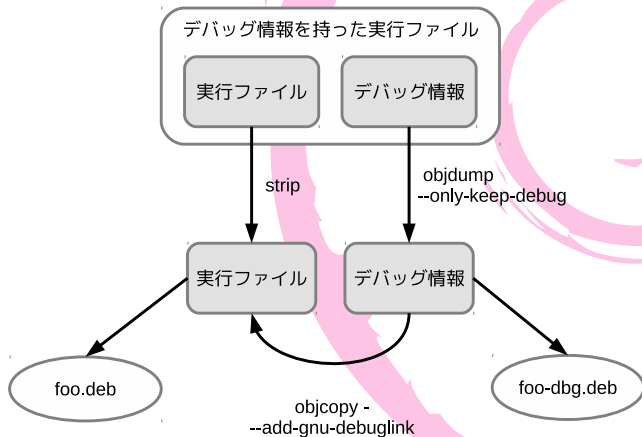 デバッグ情報を持った実行ファイル
実行ファイル
デバッグ情報
strip
objdump
--only-keep-debug
実行ファイル
デバッグ情報
foo.deb
foo-dbg.deb
objcopy -
--add-gnu-debuglink